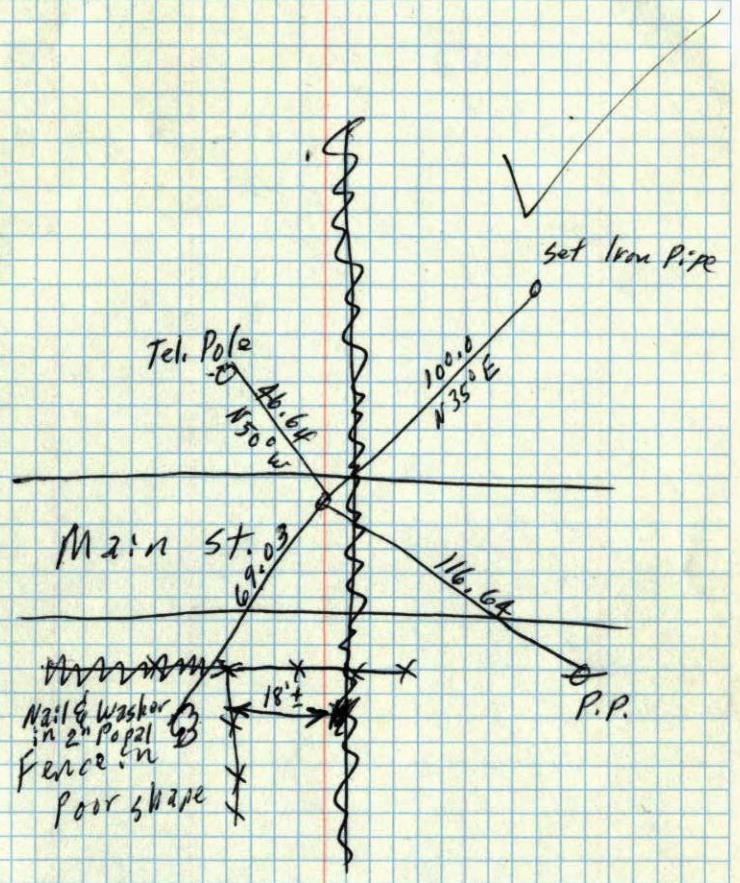 set Iron Pipe
Tel. Pole
100.0
N 35° E
46.64
N50° W
Main St.
69.03
116.64
18'±
P.P.
Nail & Washer
in 2" Popal
Fence in
Poor shape